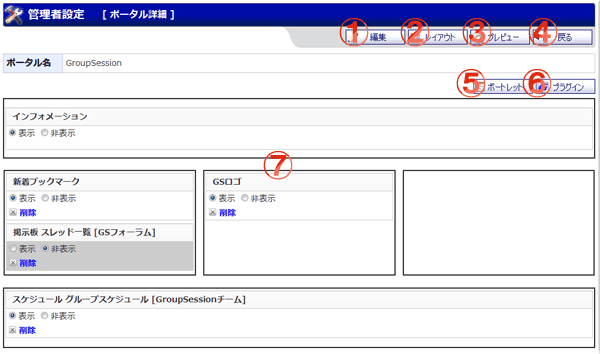 管理者設定 [ ポータル詳細 ]
① 編集 ② レイアウト ③ プレビュー ④ 戻る
ポータル名 GroupSession
⑤ ポートレット ⑥ プラグイン
インフォメーション
表示 非表示
⑦
新着ブックマーク GSロゴ
表示 非表示 表示 非表示
削除 削除
掲示板 スレッド一覧 [GSフォーラム]
表示 非表示
削除
スケジュール グループスケジュール [GroupSessionチーム]
表示 非表示
削除